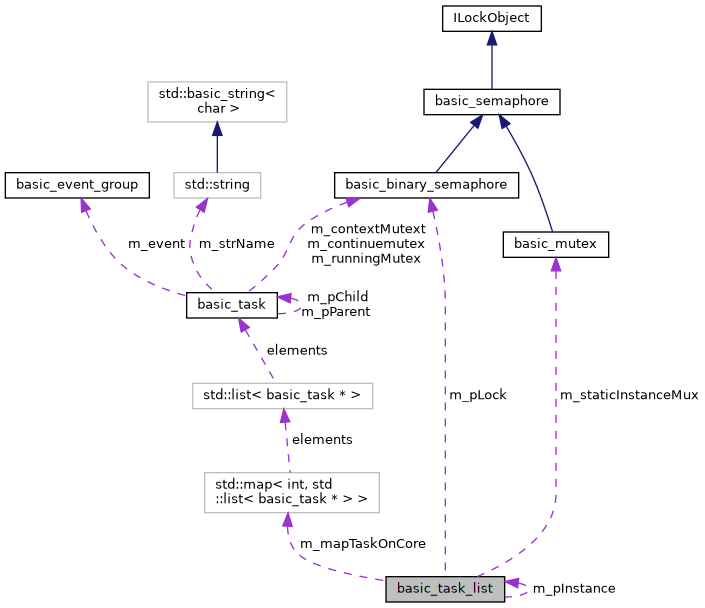 ILockObject
std::basic_string<
char >
basic_semaphore
basic_event_group
std::string
basic_binary_semaphore
basic_mutex
m_event
m_strName
m_contextMutext
m_continuemutex
m_runningMutex
basic_task
m_pChild
m_pParent
elements
std::list< basic_task * >
m_pLock
m_staticInstanceMux
elements
std::map< int, std
::list< basic_task * > >
m_mapTaskOnCore
basic_task_list
m_pInstance